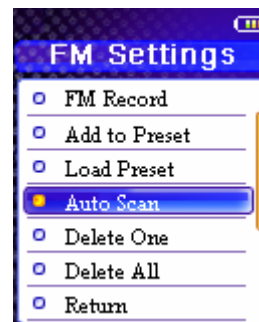 FM Settings
FM Record
Add to Preset
Load Preset
Auto Scan
Delete One
Delete All
Return